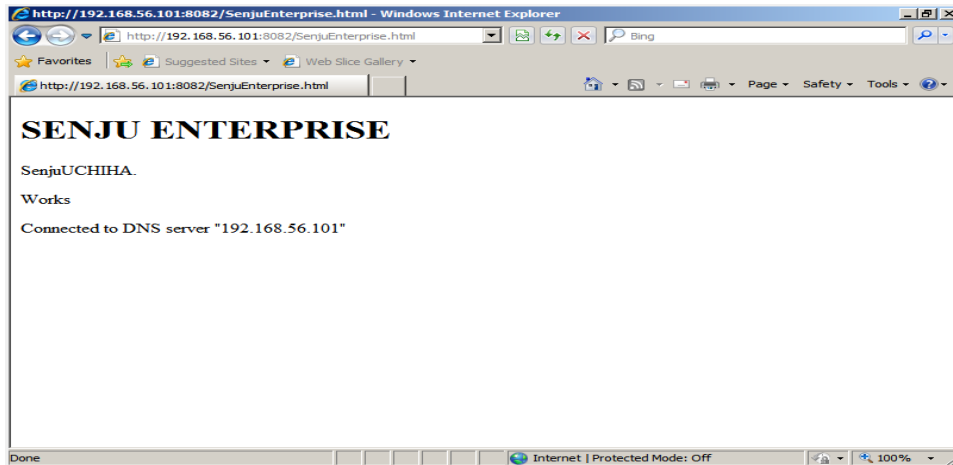 http://192.168.56.101:8082/SenjuEnterprise.html - Windows Internet Explorer
http://192.168.56.101:8082/SenjuEnterprise.html
Bing
Favorites Suggested Sites Web Slice Gallery
http://192.168.56.101:8082/SenjuEnterprise.html
Page Safety Tools
SENJU ENTERPRISE
SenjuUCHIHA.
Works
Connected to DNS server "192.168.56.101"
Done Internet | Protected Mode: Off 100%